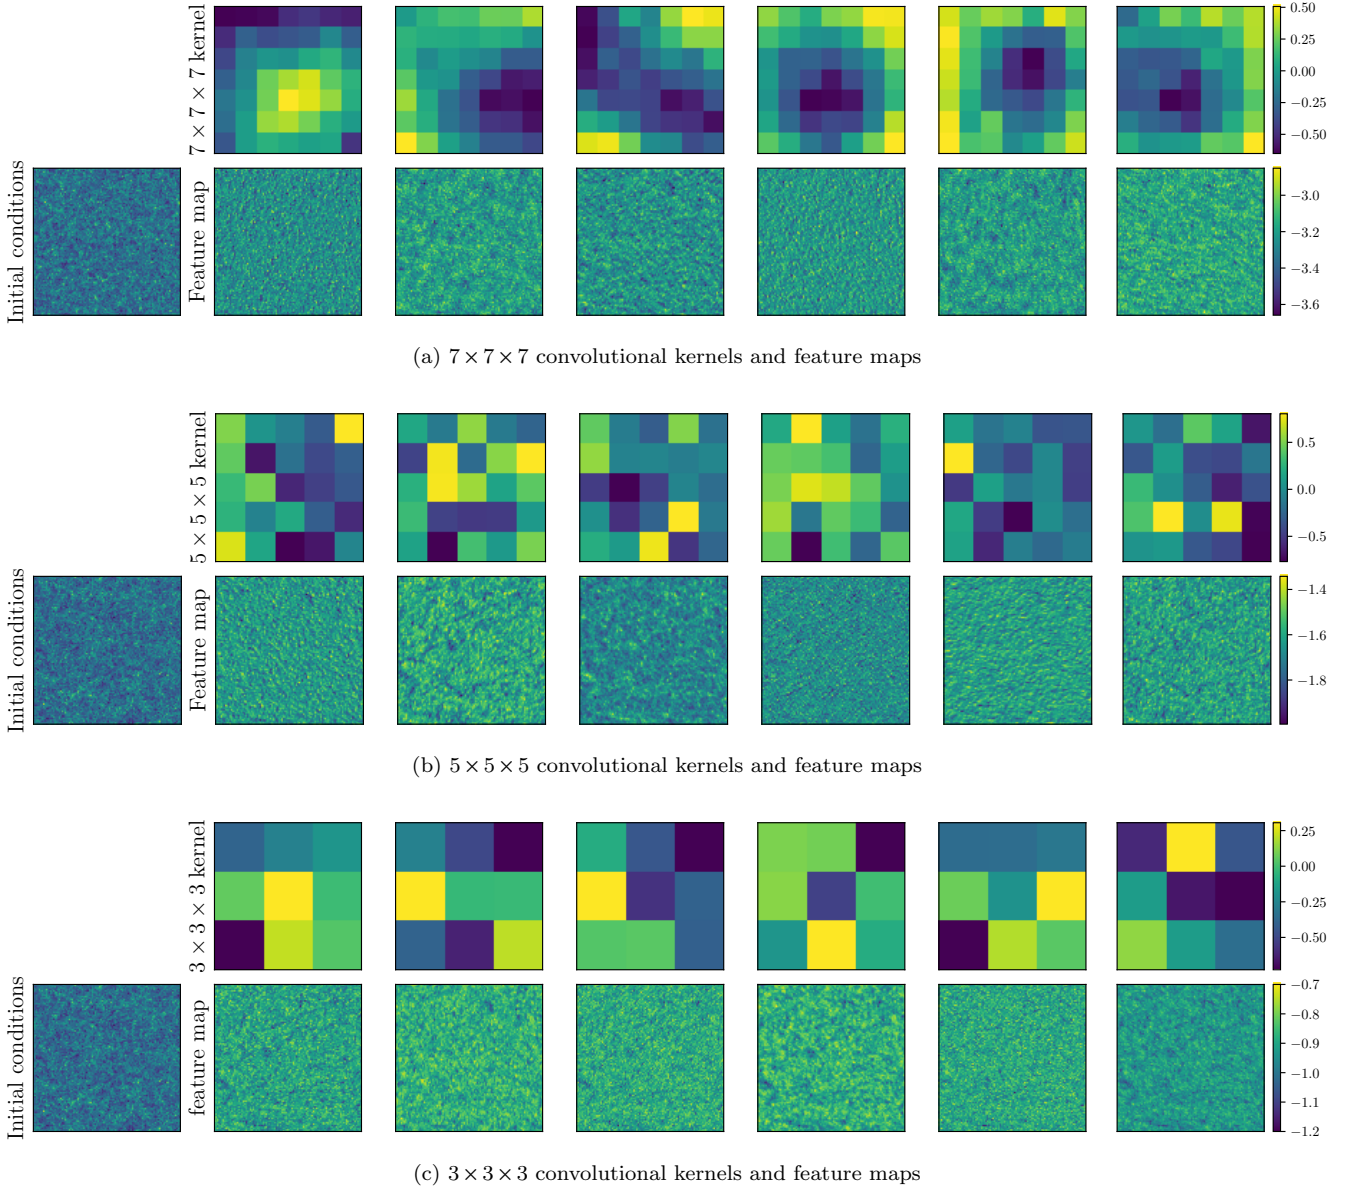 7 × 7 × 7 kernel
0.50
0.25
0.00
−0.25
−0.50
Initial conditions
Feature map
−3.0
−3.2
−3.4
−3.6
(a) 7 × 7 × 7 convolutional kernels and feature maps
5 × 5 × 5 kernel
0.5
0.0
−0.5
Initial conditions
Feature map
−1.4
−1.6
−1.8
(b) 5 × 5 × 5 convolutional kernels and feature maps
3 × 3 × 3 kernel
0.25
0.00
−0.25
−0.50
Initial conditions
feature map
−0.7
−0.8
−0.9
−1.0
−1.1
−1.2
(c) 3 × 3 × 3 convolutional kernels and feature maps